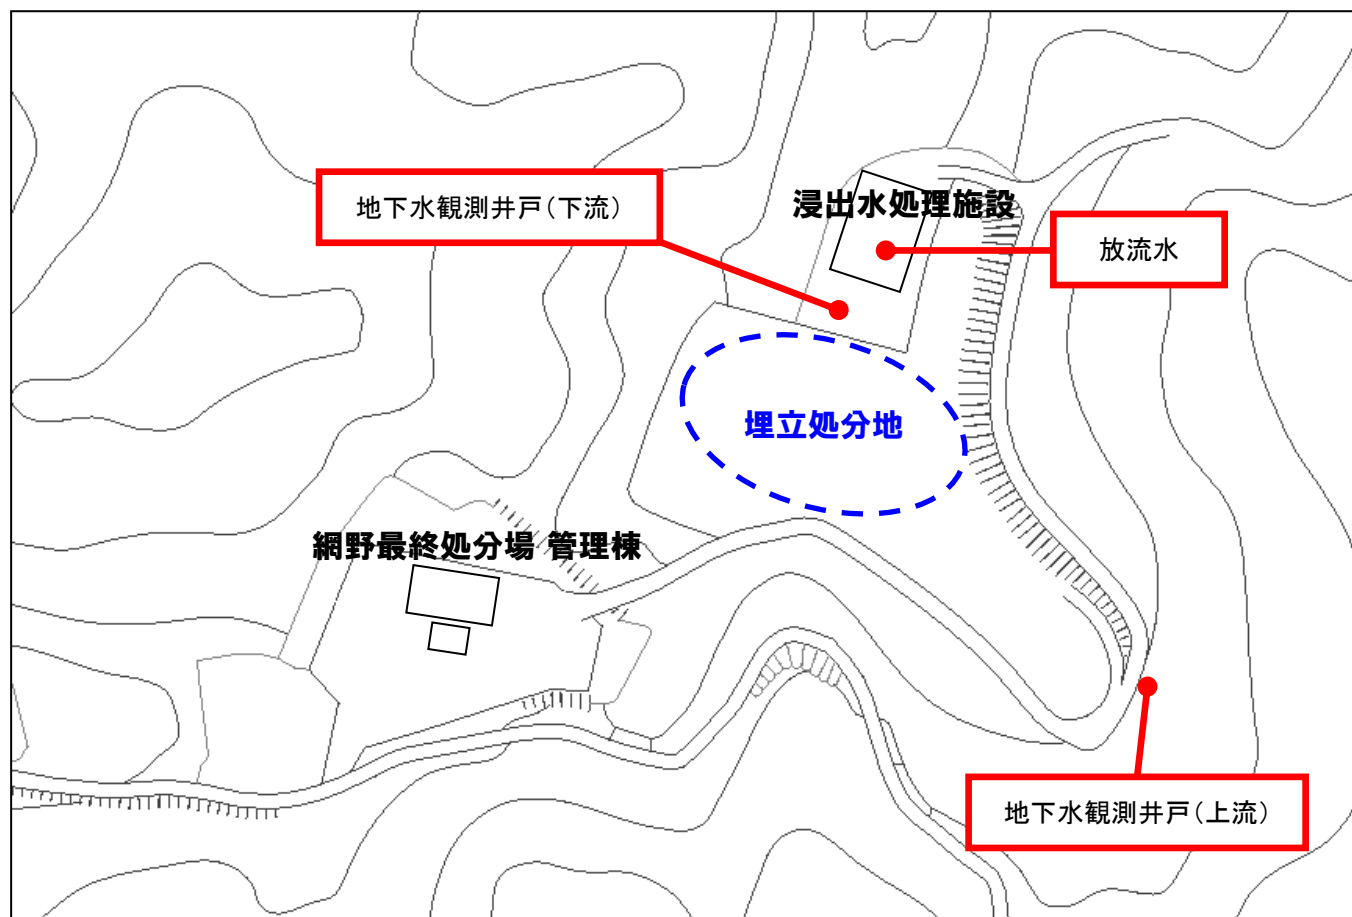 地下水観測井戸(下流)
浸出水処理施設
放流水
埋立処分地
網野最終処分場 管理棟
地下水観測井戸(上流)